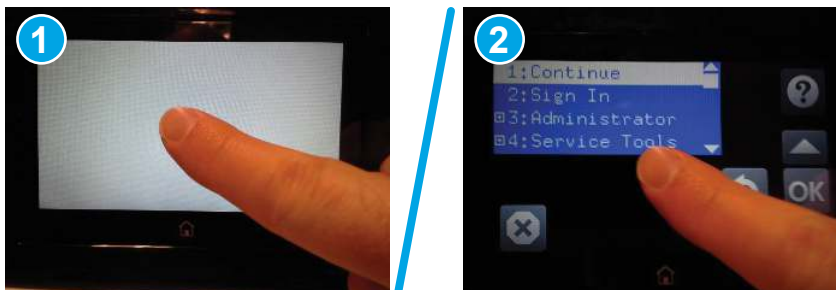 1
2
1:Continue
2:Sign In
3:Administrator
4:Service Tools
?
OK